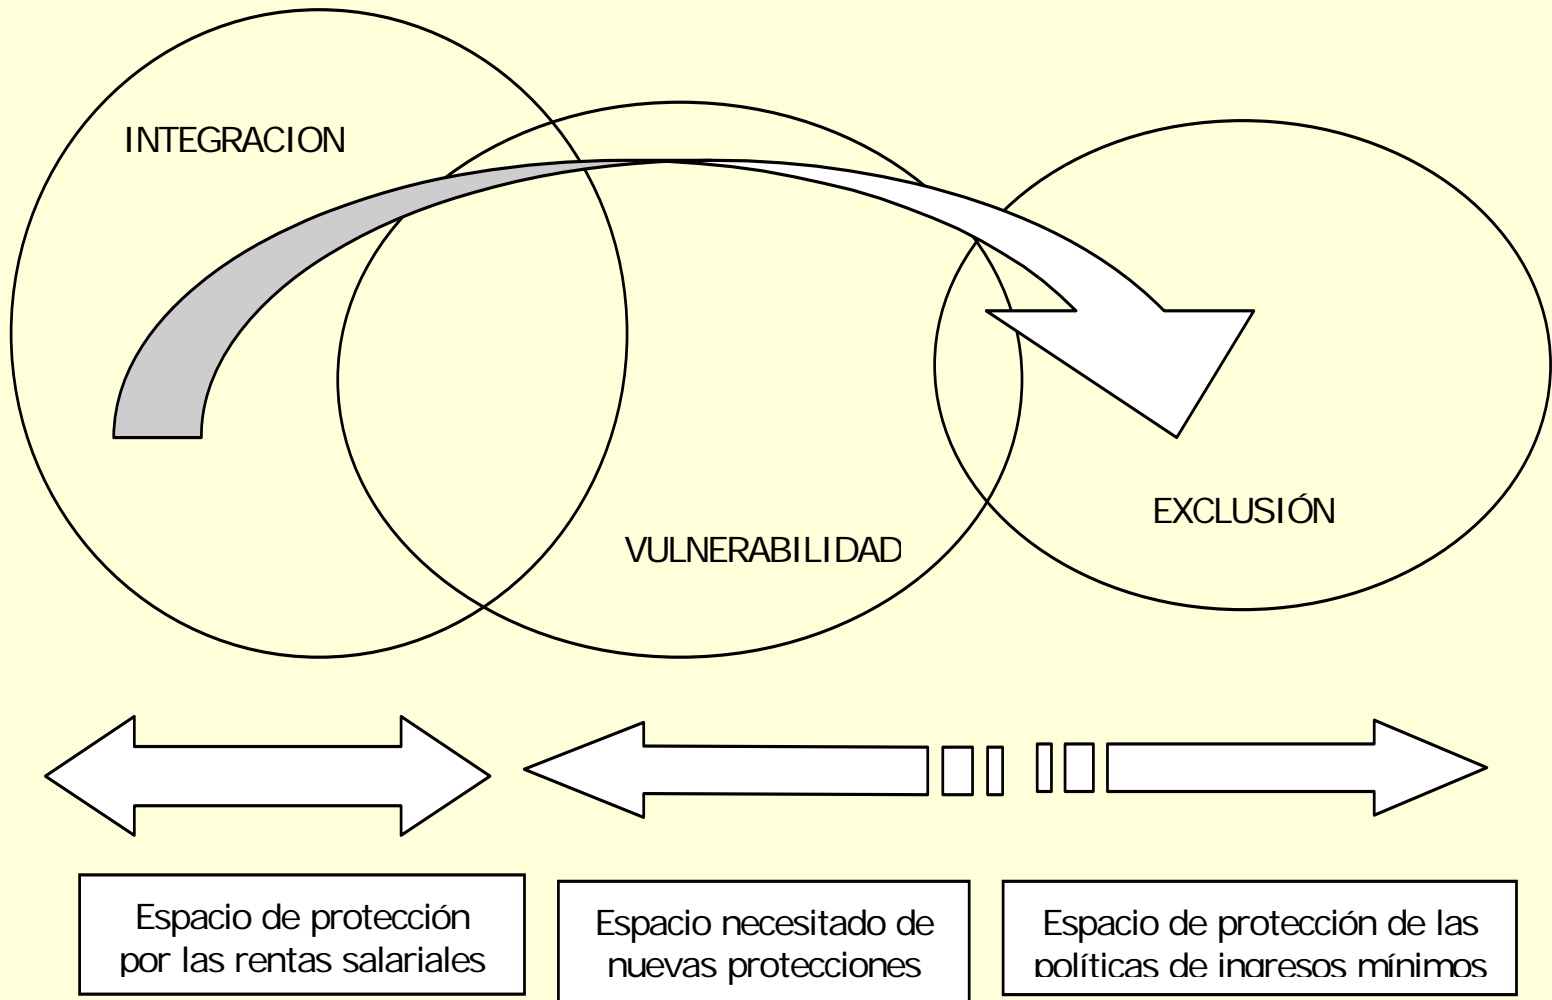 INTEGRACION
VULNERABILIDAD
EXCLUSIÓN
Espacio de protección
por las rentas salariales
Espacio necesitado de
nuevas protecciones
Espacio de protección de las
políticas de ingresos mínimos